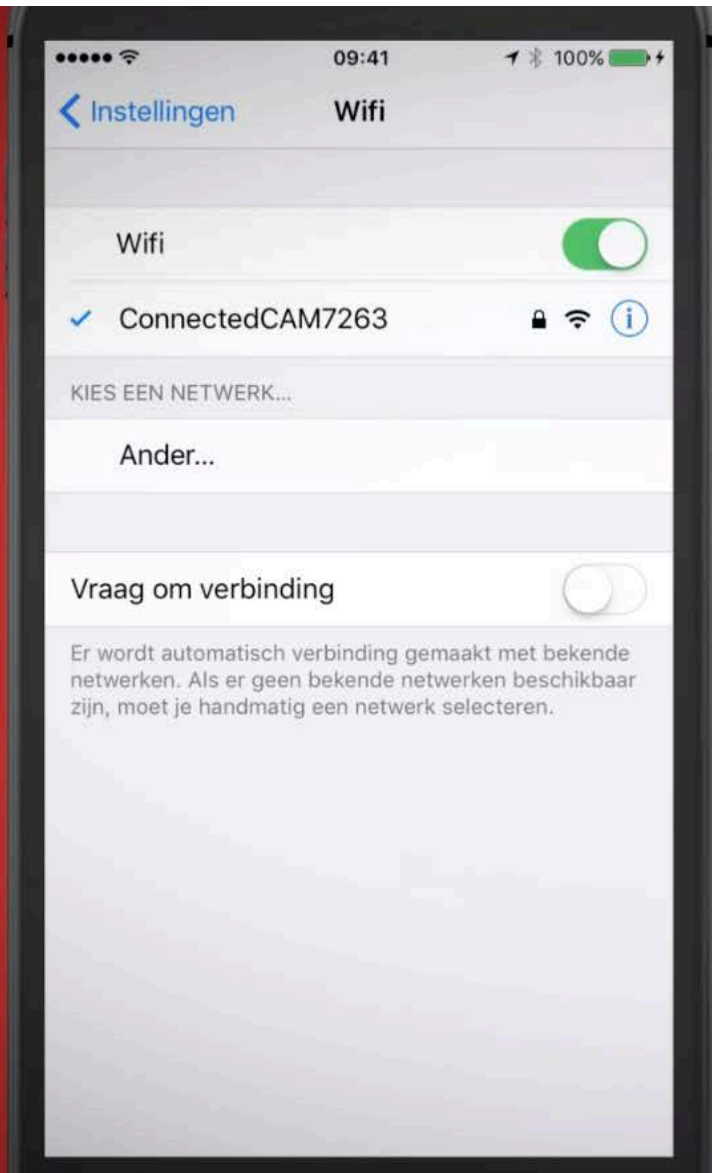 09:41
100%
Instellingen
Wifi
Wifi
ConnectedCAM7263
KIES EEN NETWERK...
Ander...
Vraag om verbinding
Er wordt automatisch verbinding gemaakt met bekende
netwerken. Als er geen bekende netwerken beschikbaar
zijn, moet je handmatig een netwerk selecteren.